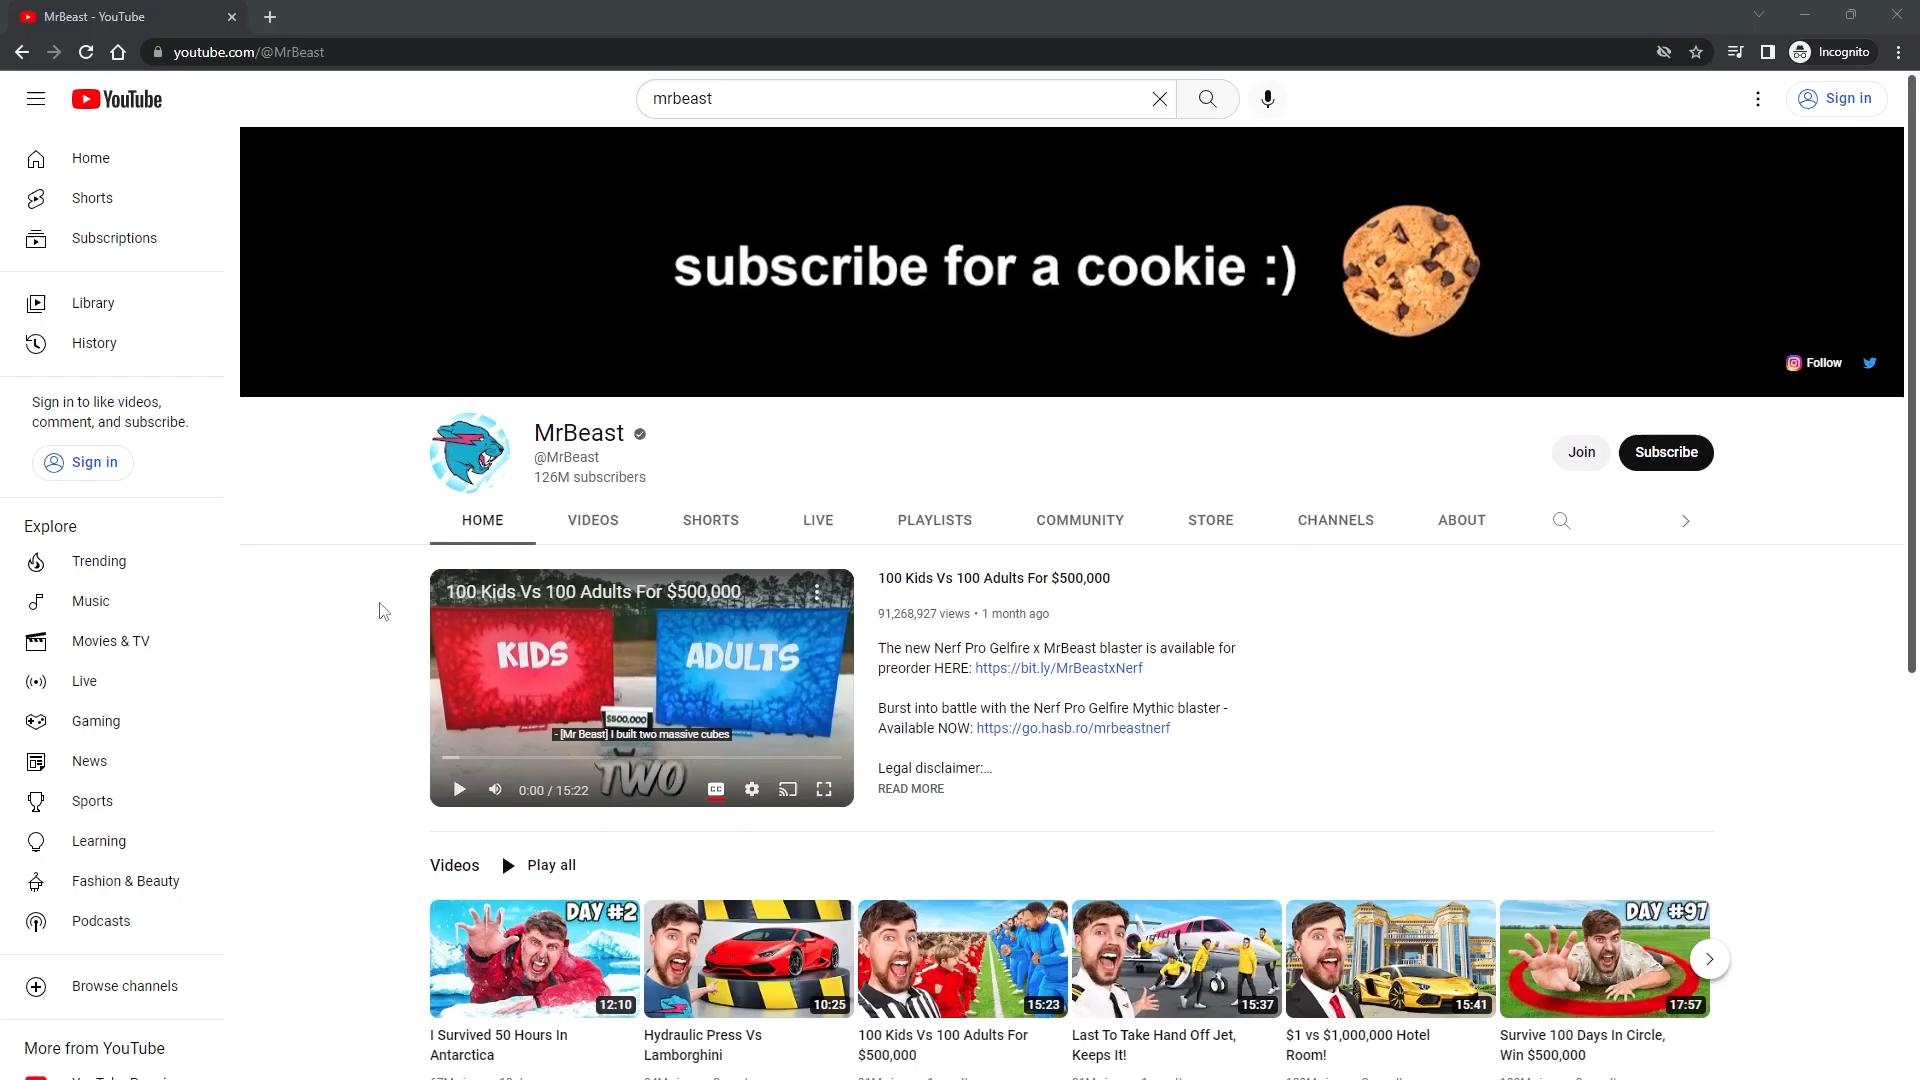 MrBeast - YouTube
youtube.com/@MrBeast
Incognito
YouTube
mrbeast
Sign in
Home
Shorts
Subscriptions
Library
History
Sign in to like videos,
comment, and subscribe.
Sign in
Explore
Trending
Music
Movies & TV
Live
Gaming
News
Sports
Learning
Fashion & Beauty
Podcasts
Browse channels
More from YouTube
subscribe for a cookie :)
Follow
MrBeast
@MrBeast
126M subscribers
Join
Subscribe
HOME
VIDEOS
SHORTS
LIVE
PLAYLISTS
COMMUNITY
STORE
CHANNELS
ABOUT
100 Kids Vs 100 Adults For $500,000
KIDS
ADULTS
$500,000
- [Mr Beast] I built two massive cubes
TWO
0:00 / 15:22
CC
100 Kids Vs 100 Adults For $500,000
91,268,927 views • 1 month ago
The new Nerf Pro Gelfire x MrBeast blaster is available for
preorder HERE: https://bit.ly/MrBeastxNerf
Burst into battle with the Nerf Pro Gelfire Mythic blaster -
Available NOW: https://go.hasb.ro/mrbeastnerf
Legal disclaimer:...
READ MORE
Videos
Play all
DAY #2
12:10
10:25
15:23
15:37
15:41
DAY #97
17:57
I Survived 50 Hours In
Antarctica
Hydraulic Press Vs
Lamborghini
100 Kids Vs 100 Adults For
$500,000
Last To Take Hand Off Jet,
Keeps It!
$1 vs $1,000,000 Hotel
Room!
Survive 100 Days In Circle,
Win $500,000